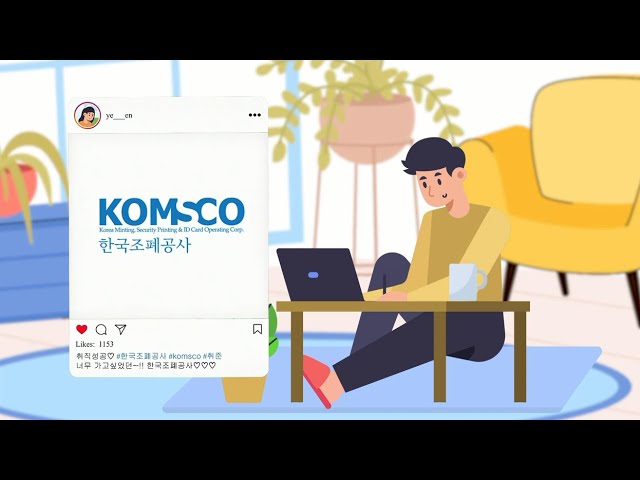 ye___en
KOMSCO
Korea Minting, Security Printing & ID Card Operating Corp.
한국조폐공사
Likes: 1153
취직성공♡ #한국조폐공사 #komsco #취준
너무 가고싶었던~!! 한국조폐공사♡♡♡